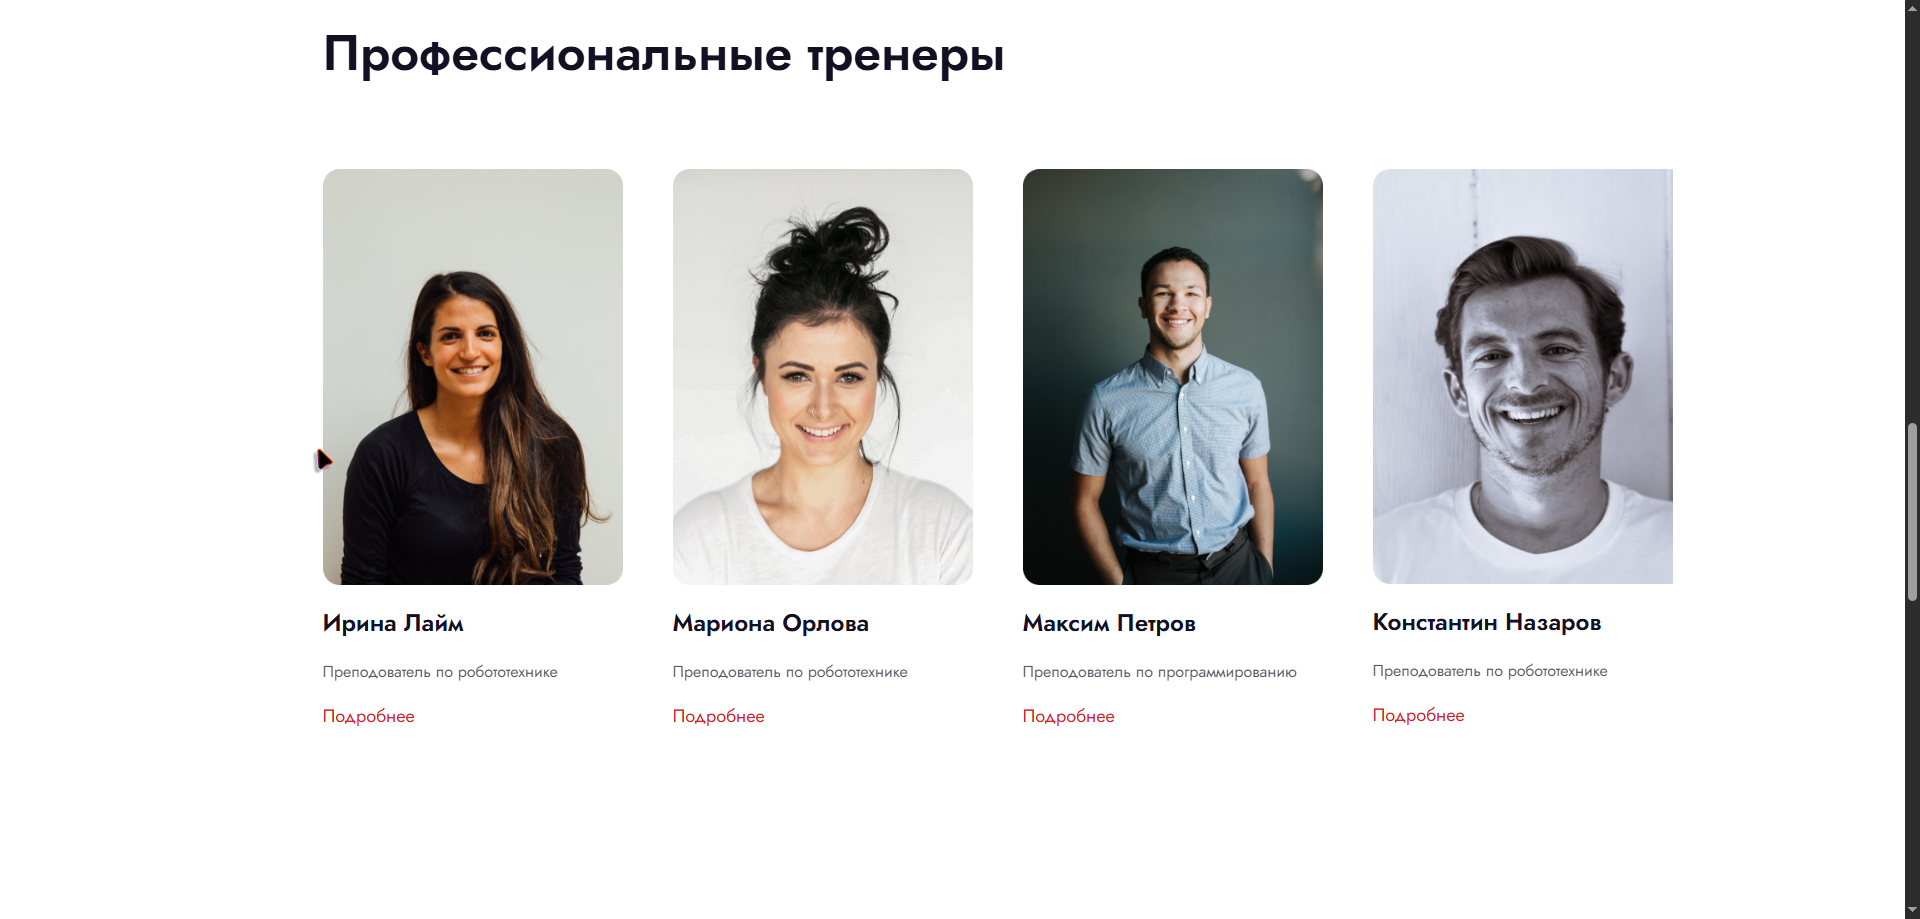 Профессиональные тренеры
Ирина Лайм
Преподователь по робототехнике
Подробнее
Мариона Орлова
Преподователь по робототехнике
Подробнее
Максим Петров
Преподователь по программированию
Подробнее
Константин Назаров
Преподователь по робототехнике
Подробнее